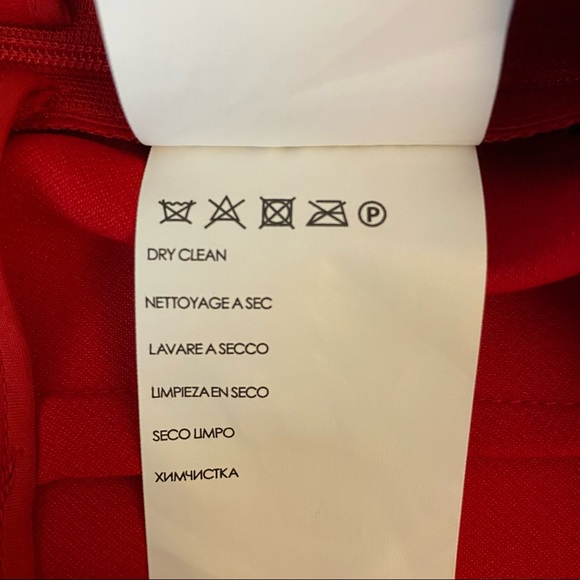 P
DRY CLEAN
NETTOYAGE A SEC
LAVARE A SECCO
LIMPIEZA EN SECO
SECO LIMPO
ХИМЧИСТКА